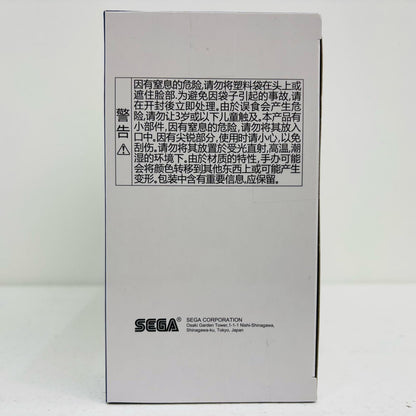 警告
因有窒息的危险,请勿将塑料袋在头上或
遮住脸部.为避免因袋子引起的事故,请
在开封後立即处理。由於误食会产生危
险,请勿让3岁或以下儿童触及。本产品有
小部件,因有窒息的危险,请勿将其放入
口中。因有尖锐部分,使用时请小心,以免
刮伤。请勿将其放置於受光直射,高温,潮
湿的环境下。由於材质的特性,手办可能
会将颜色转移到其他东西上或可能产生
变形。包装中含有重要信息,应保留。
SEGA®
SEGA CORPORATION
Osaki Garden Tower,1-1-1 Nishi-Shinagawa,
Shinagawa-ku, Tokyo, Japan